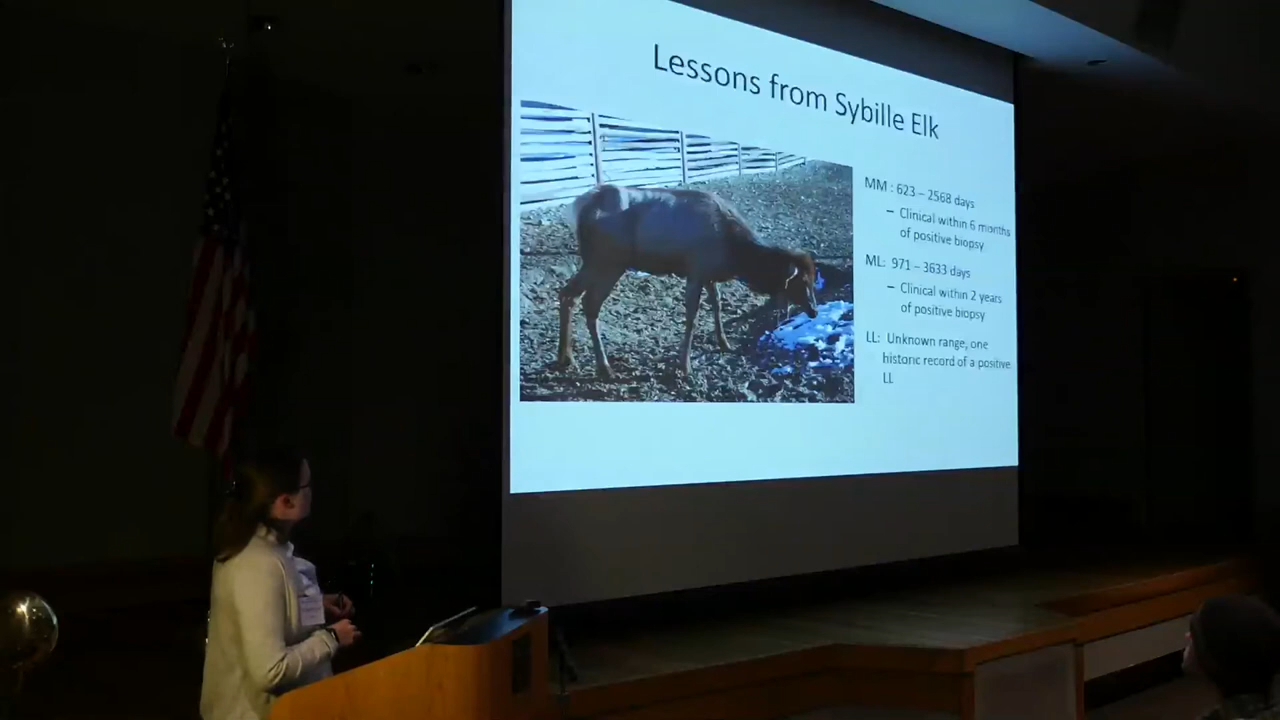 Lessons from Sybille Elk
MM : 623 – 2568 days
– Clinical within 6 months
of positive biopsy
ML: 971 – 3633 days
– Clinical within 2 years
of positive biopsy
LL: Unknown range, one
historic record of a positive
LL